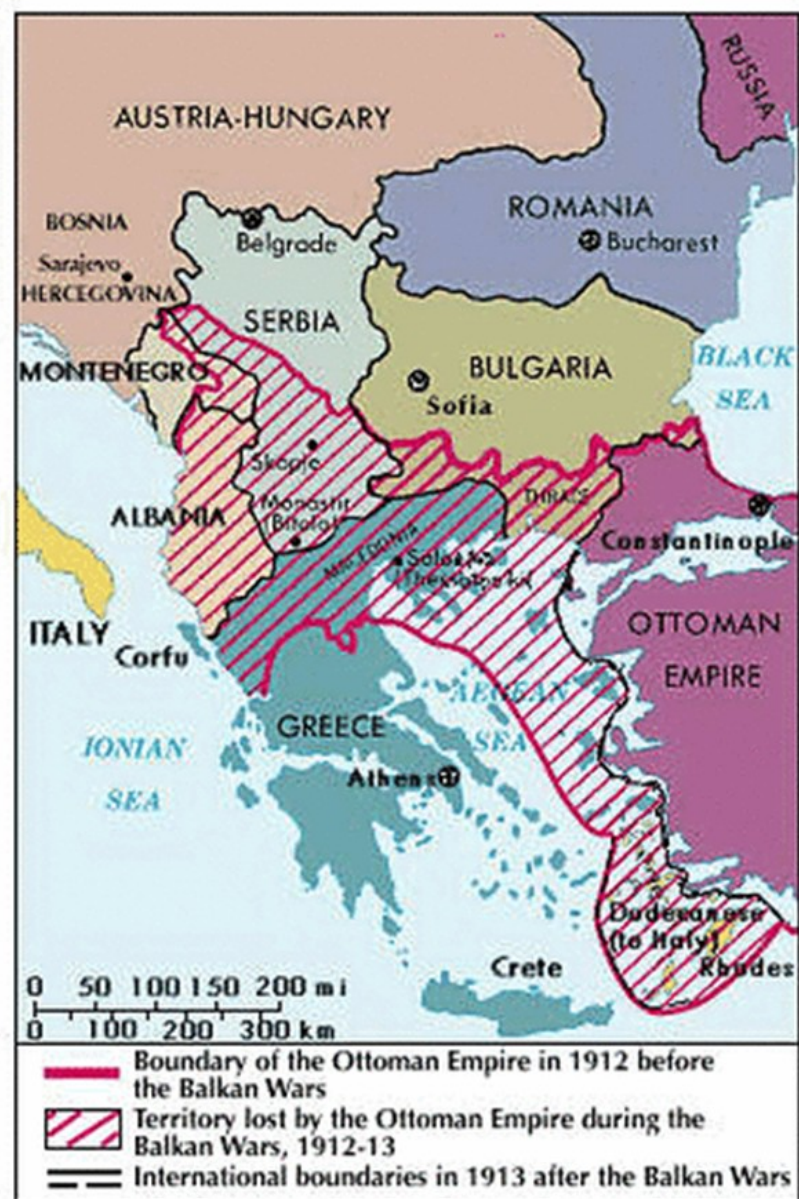 RUSSIA
AUSTRIA-HUNGARY
ROMANIA
Bucharest
BOSNIA
Belgrade
Sarajevo
HERCEGOVINA
SERBIA
BLACK
SEA
MONTENEGRO
BULGARIA
Sofia
Skopje
THRACE
Monastir
(Bitola)
ALBANIA
Constantinople
MACEDONIA
Thessaloniki
ITALY
OTTOMAN
EMPIRE
Corfu
AEGEAN
SEA
GREECE
IONIAN
SEA
Athens
Dodecanese
(to Italy)
Rhodes
Crete
0 50 100 150 200 mi
0 100 200 300 km
Boundary of the Ottoman Empire in 1912 before
the Balkan Wars
Territory lost by the Ottoman Empire during the
Balkan Wars, 1912-13
International boundaries in 1913 after the Balkan Wars